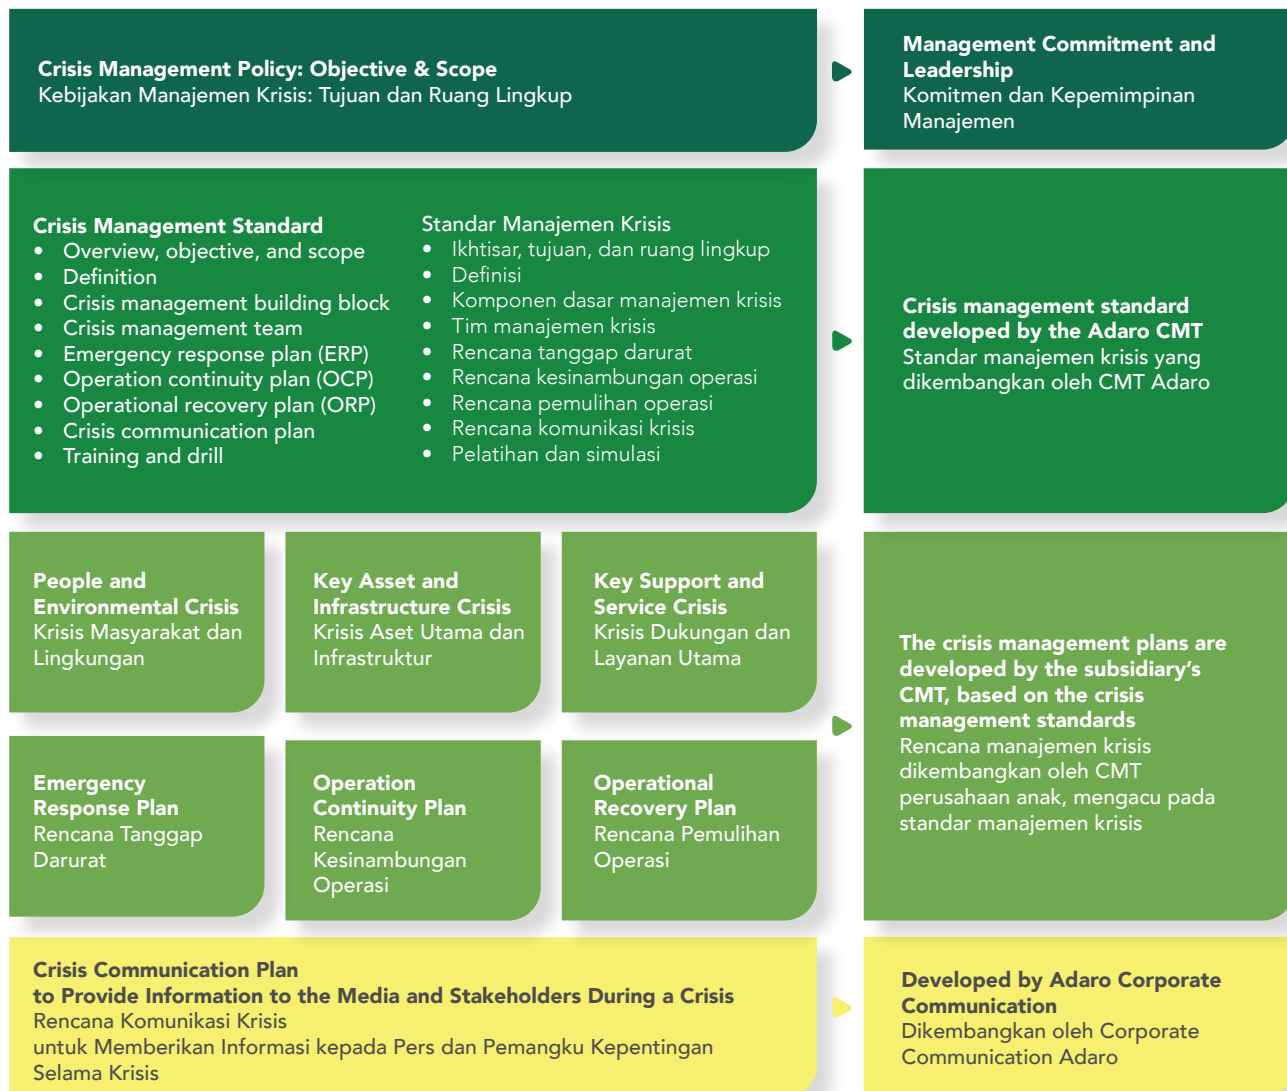 Crisis Management Policy: Objective & Scope
Kebijakan Manajemen Krisis: Tujuan dan Ruang Lingkup
Management Commitment and
Leadership
Komitmen dan Kepemimpinan
Manajemen
Crisis Management Standard
• Overview, objective, and scope
• Definition
• Crisis management building block
• Crisis management team
• Emergency response plan (ERP)
• Operation continuity plan (OCP)
• Operational recovery plan (ORP)
• Crisis communication plan
• Training and drill
Standar Manajemen Krisis
• Ikhtisar, tujuan, dan ruang lingkup
• Definisi
• Komponen dasar manajemen krisis
• Tim manajemen krisis
• Rencana tanggap darurat
• Rencana kesinambungan operasi
• Rencana pemulihan operasi
• Rencana komunikasi krisis
• Pelatihan dan simulasi
Crisis management standard
developed by the Adaro CMT
Standar manajemen krisis yang
dikembangkan oleh CMT Adaro
People and
Environmental Crisis
Krisis Masyarakat dan
Lingkungan
Key Asset and
Infrastructure Crisis
Krisis Aset Utama dan
Infrastruktur
Key Support and
Service Crisis
Krisis Dukungan dan
Layanan Utama
Emergency
Response Plan
Rencana Tanggap
Darurat
Operation
Continuity Plan
Rencana
Kesinambungan
Operasi
Operational
Recovery Plan
Rencana Pemulihan
Operasi
The crisis management plans are
developed by the subsidiary's
CMT, based on the crisis
management standards
Rencana manajemen krisis
dikembangkan oleh CMT
perusahaan anak, mengacu pada
standar manajemen krisis
Crisis Communication Plan
to Provide Information to the Media and Stakeholders During a Crisis
Rencana Komunikasi Krisis
untuk Memberikan Informasi kepada Pers dan Pemangku Kepentingan
Selama Krisis
Developed by Adaro Corporate
Communication
Dikembangkan oleh Corporate
Communication Adaro